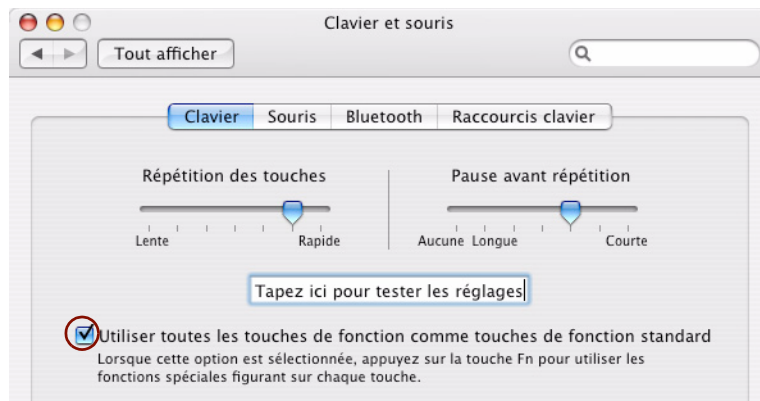 Clavier et souris
Tout afficher
Clavier Souris Bluetooth Raccourcis clavier
Répétition des touches Pause avant répétition
Lente Rapide Aucune Longue Courte
Tapez ici pour tester les réglages
Utiliser toutes les touches de fonction comme touches de fonction standard
Lorsque cette option est sélectionnée, appuyez sur la touche Fn pour utiliser les
fonctions spéciales figurant sur chaque touche.